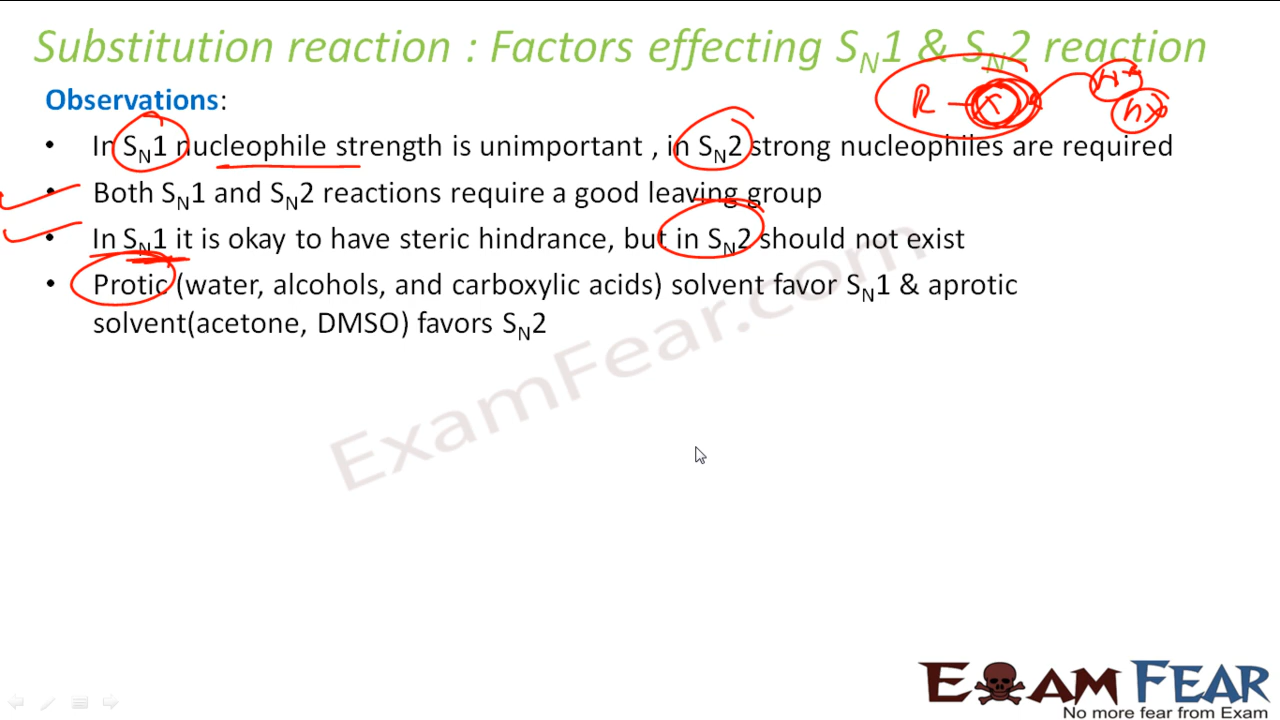 Substitution reaction : Factors effecting SN1 & SN2 reaction
Observations:
R - X
• In SN1 nucleophile strength is unimportant , in SN2 strong nucleophiles are required
• Both SN1 and SN2 reactions require a good leaving group
• In SN1 it is okay to have steric hindrance, but in SN2 should not exist
• Protic (water, alcohols, and carboxylic acids) solvent favor SN1 & aprotic
solvent(acetone, DMSO) favors SN2
ExamFear.com
EXAMFEAR
No more fear from Exam